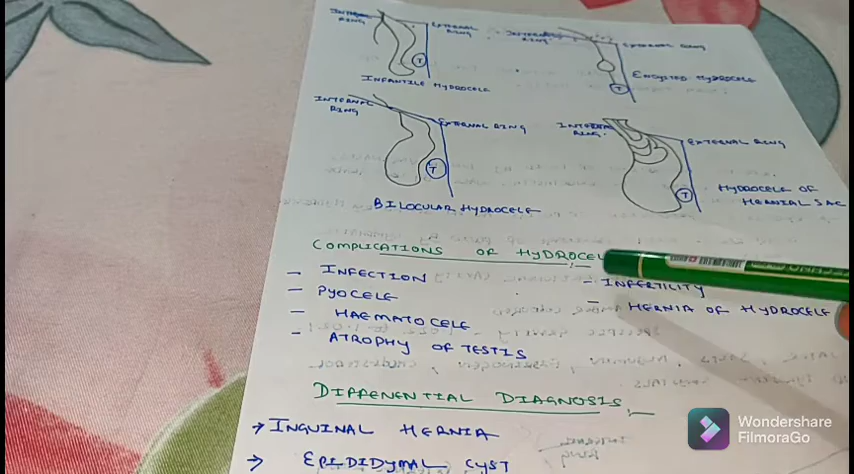 INTERNAL RING
EXTERNAL RING
T
INFANTILE HYDROCELE
INTERNAL RING
EXTERNAL RING
T
ENCYSTED HYDROCELE
INTERNAL RING
EXTERNAL RING
T
BILOCULAR HYDROCELE
INTERNAL RING.
EXTERNAL RING
T
HYDROCELE OF
HERNIAL SAC
COMPLICATIONS OF HYDROCEL
- INFECTION
- PYOCELE
- HAEMATOCELE
- ATROPHY OF TESTIS
- INFERTILITY
- HERNIA OF HYDROCELE
DIFFENENTIAL DIAGNOSIS:-
→ INGUINAL HERNIA
→ EPIDIDYMAL CYST
Wondershare
FilmoraGo